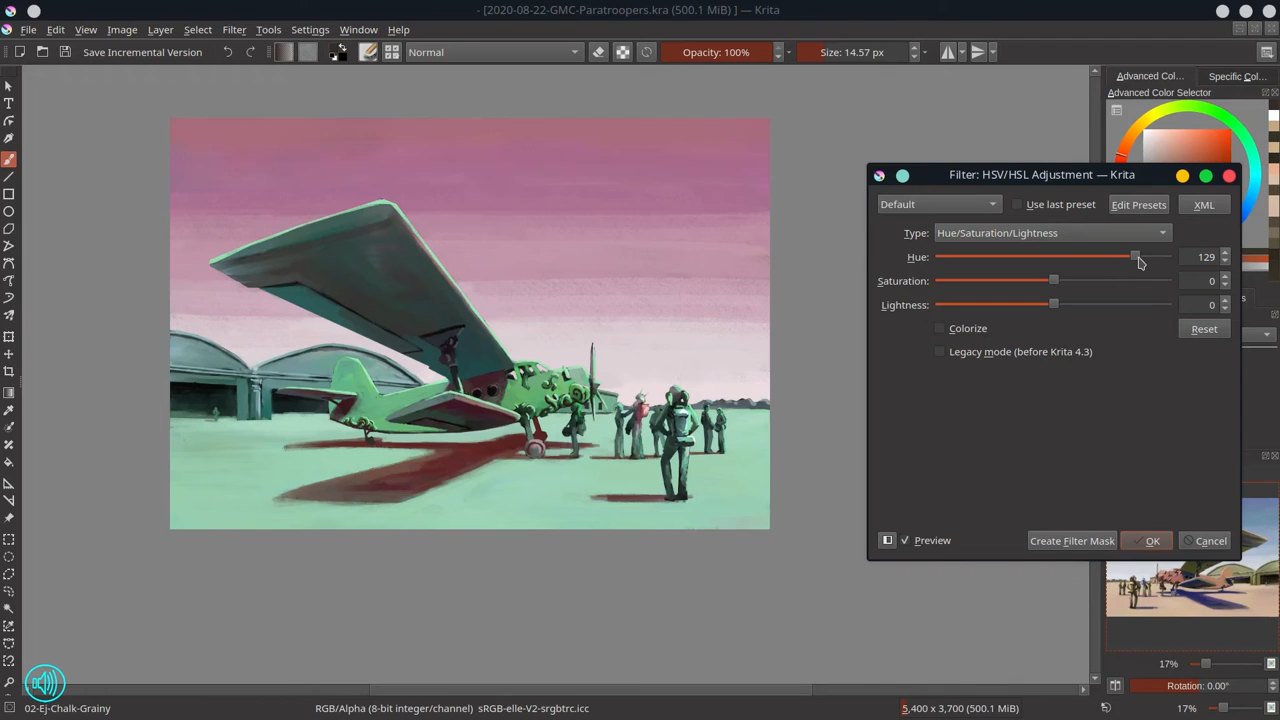 - [2020-08-22-GMC-Paratroopers.kra (500.1 MiB) ] — Krita
File Edit View Image Layer Select Filter Tools Settings Window Help
Save Incremental Version Normal Opacity: 100% Size: 14.57 px
Advanced Col... Specific Col...
Advanced Color Selector
Filter: HSV/HSL Adjustment — Krita
Default Use last preset Edit Presets XML
Type: Hue/Saturation/Lightness
Hue: 129
Saturation: 0
Lightness: 0
Colorize Reset
Legacy mode (before Krita 4.3)
Preview Create Filter Mask OK Cancel
17%
Rotation: 0.00°
02-Ej-Chalk-Grainy RGB/Alpha (8-bit integer/channel) sRGB-elle-V2-srgbtrc.icc 5,400 x 3,700 (500.1 MiB) 17%